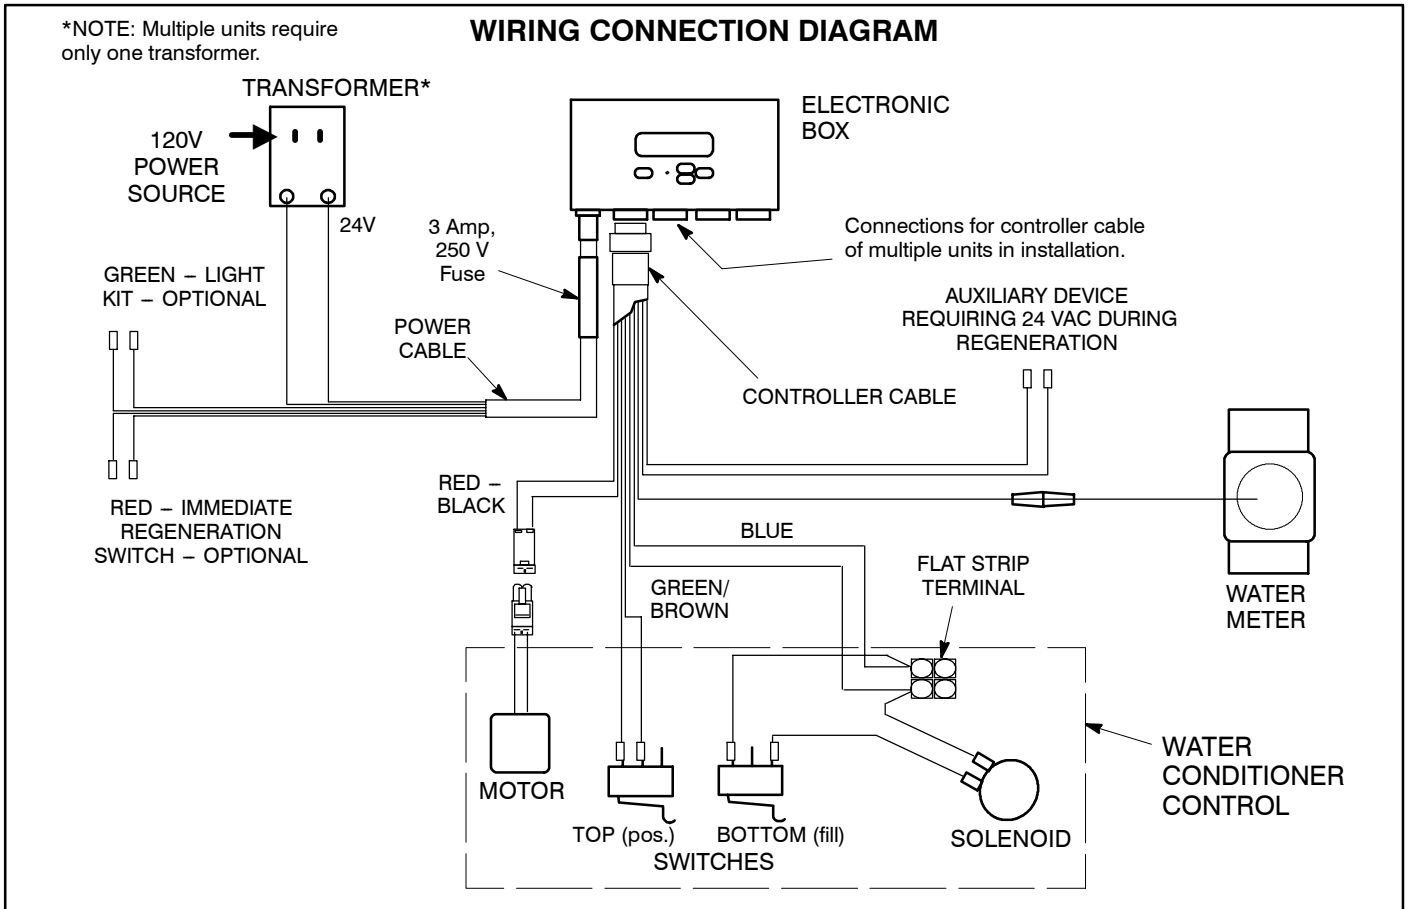 *NOTE: Multiple units require
only one transformer.
WIRING CONNECTION DIAGRAM
TRANSFORMER*
120V
POWER
SOURCE
24V
ELECTRONIC
BOX
3 Amp,
250 V
Fuse
Connections for controller cable
of multiple units in installation.
GREEN – LIGHT
KIT – OPTIONAL
POWER
CABLE
AUXILIARY DEVICE
REQUIRING 24 VAC DURING
REGENERATION
CONTROLLER CABLE
RED –
BLACK
RED – IMMEDIATE
REGENERATION
SWITCH – OPTIONAL
BLUE
GREEN/
BROWN
FLAT STRIP
TERMINAL
WATER
METER
MOTOR
TOP (pos.)
BOTTOM (fill)
SWITCHES
SOLENOID
WATER
CONDITIONER
CONTROL